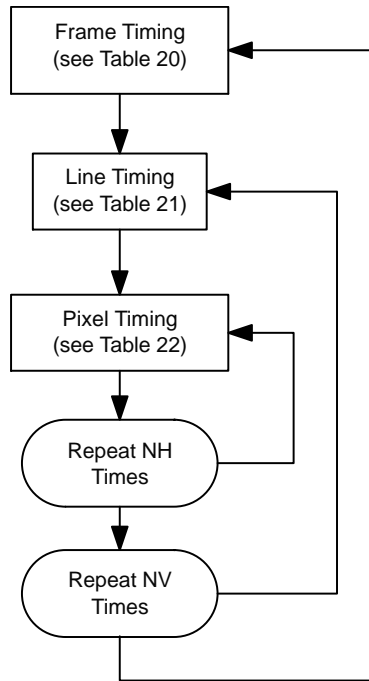 Frame Timing
(see Table 20)
Line Timing
(see Table 21)
Pixel Timing
(see Table 22)
Repeat NH
Times
Repeat NV
Times